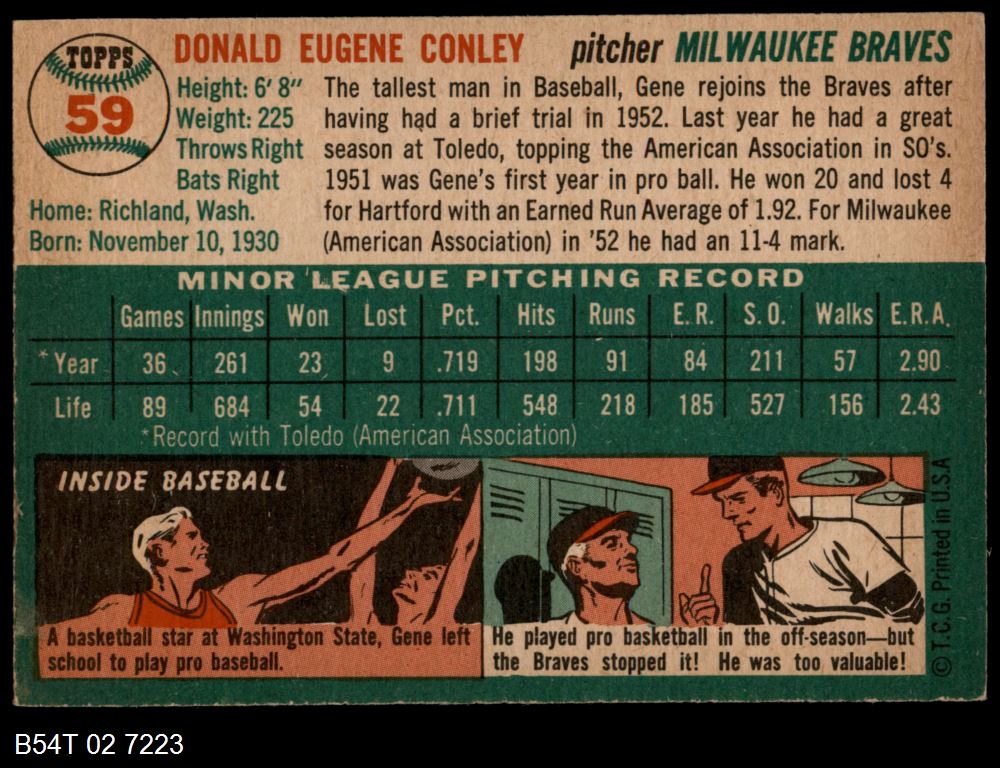 TOPPS
59
DONALD EUGENE CONLEY pitcher MILWAUKEE BRAVES
Height: 6' 8"
Weight: 225
Throws Right
Bats Right
Home: Richland, Wash.
Born: November 10, 1930
The tallest man in Baseball, Gene rejoins the Braves after
having had a brief trial in 1952. Last year he had a great
season at Toledo, topping the American Association in SO's.
1951 was Gene's first year in pro ball. He won 20 and lost 4
for Hartford with an Earned Run Average of 1.92. For Milwaukee
(American Association) in '52 he had an 11-4 mark.
MINOR LEAGUE PITCHING RECORD
Games Innings Won Lost Pct. Hits Runs E. R. S. O. Walks E.R.A.
* Year 36 261 23 9 .719 198 91 84 211 57 2.90
Life 89 684 54 22 .711 548 218 185 527 156 2.43
*Record with Toledo (American Association)
INSIDE BASEBALL
A basketball star at Washington State, Gene left
school to play pro baseball.
He played pro basketball in the off-season—but
the Braves stopped it! He was too valuable!
© T.C.G. Printed in U.S.A
B54T 02 7223